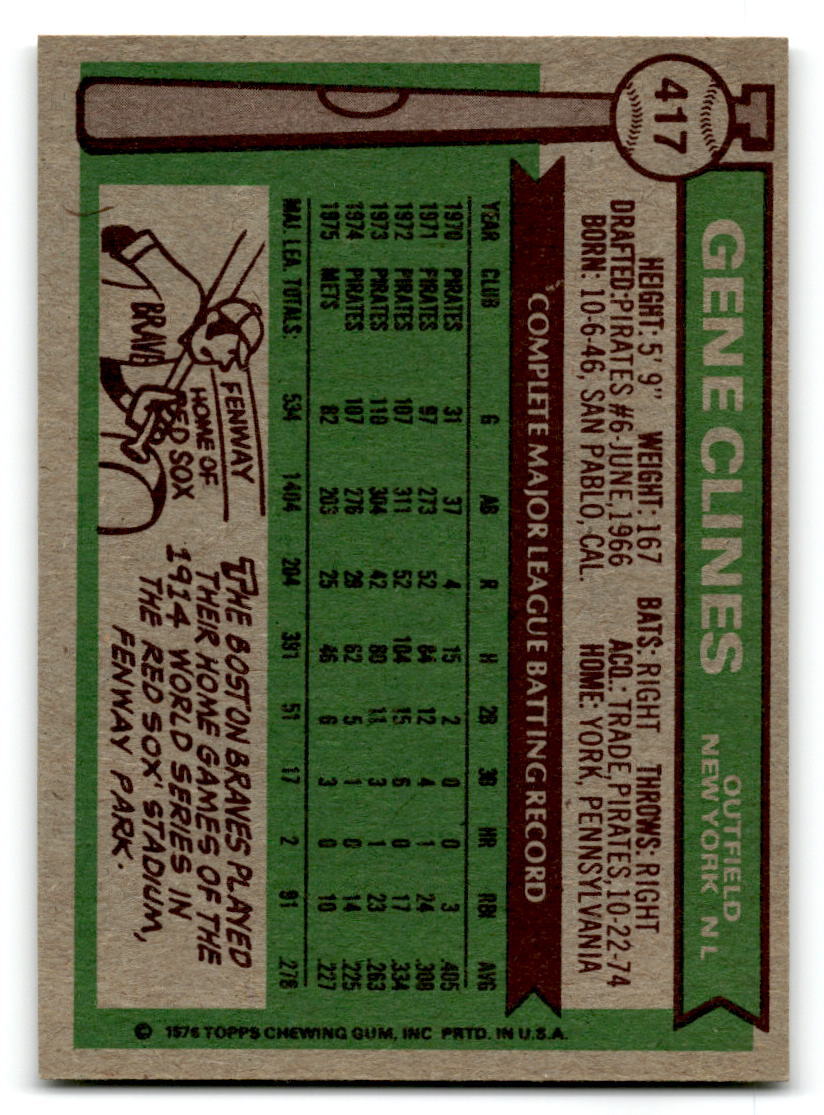 417
GENE CLINES
OUTFIELD
NEW YORK NL
HEIGHT: 5' 9" WEIGHT: 167 BATS: RIGHT THROWS: RIGHT
DRAFTED: PIRATES #6-JUNE, 1966 ACQ.: TRADE, PIRATES, 10-22-74
BORN: 10-6-46, SAN PABLO, CAL. HOME: YORK, PENNSYLVANIA
COMPLETE MAJOR LEAGUE BATTING RECORD
YEAR CLUB G AB R H 2B 3B HR RBI AVG
1970 PIRATES 31 37 4 15 2 0 0 3 .405
1971 PIRATES 97 273 52 84 12 4 1 24 .308
1972 PIRATES 107 311 52 104 15 6 0 17 .334
1973 PIRATES 110 304 42 80 11 3 1 23 .263
1974 PIRATES 107 276 29 62 5 1 0 14 .225
1975 METS 82 203 25 46 6 3 0 10 .227
MAJ. LEA. TOTALS: 534 1404 204 391 51 17 2 91 .278
FENWAY
HOME OF
RED SOX
BRAVE
THE BOSTON BRAVES PLAYED
THEIR HOME GAMES OF THE
1914 WORLD SERIES IN
THE RED SOX' STADIUM,
FENWAY PARK.
© 1976 TOPPS CHEWING GUM, INC PRTD. IN U.S.A.